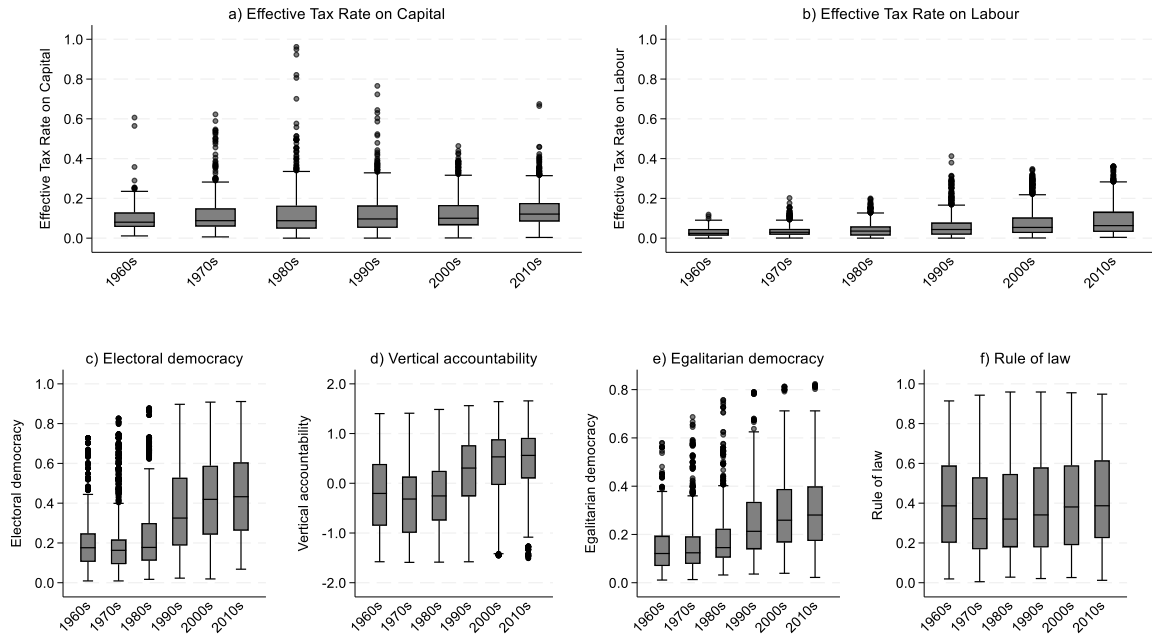 a) Effective Tax Rate on Capital
Effective Tax Rate on Capital
1.0
0.8
0.6
0.4
0.2
0.0
1960s
1970s
1980s
1990s
2000s
2010s
b) Effective Tax Rate on Labour
Effective Tax Rate on Labour
1.0
0.8
0.6
0.4
0.2
0.0
1960s
1970s
1980s
1990s
2000s
2010s
c) Electoral democracy
Electoral democracy
1.0
0.8
0.6
0.4
0.2
0.0
1960s
1970s
1980s
1990s
2000s
2010s
d) Vertical accountability
Vertical accountability
2.0
1.0
0.0
-1.0
-2.0
1960s
1970s
1980s
1990s
2000s
2010s
e) Egalitarian democracy
Egalitarian democracy
0.8
0.6
0.4
0.2
0.0
1960s
1970s
1980s
1990s
2000s
2010s
f) Rule of law
Rule of law
1.0
0.8
0.6
0.4
0.2
0.0
1960s
1970s
1980s
1990s
2000s
2010s